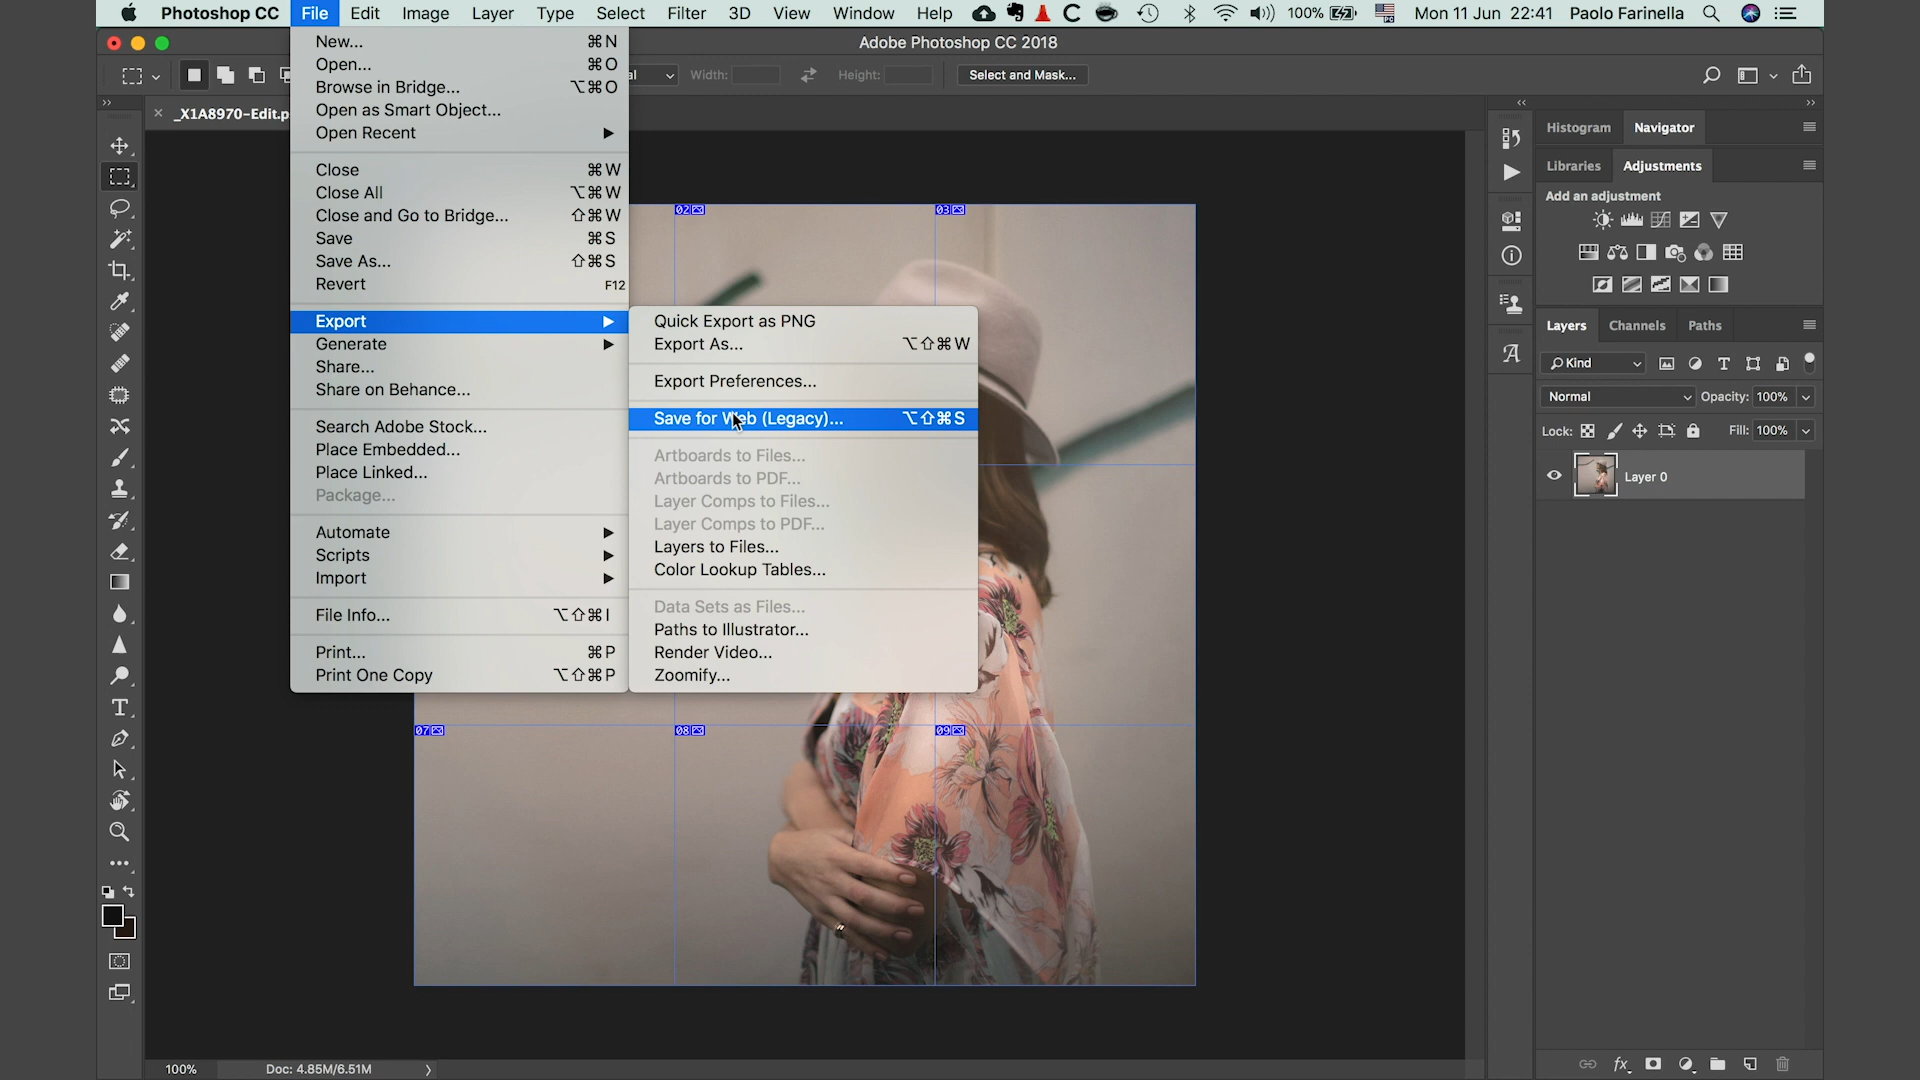 Photoshop CC File Edit Image Layer Type Select Filter 3D View Window Help 100% Mon 11 Jun 22:41 Paolo Farinella
Adobe Photoshop CC 2018
Width: Height: Select and Mask...
_X1A8970-Edit.p
New... ⌘N
Open... ⌘O
Browse in Bridge... ⌥⌘O
Open as Smart Object...
Open Recent
Close ⌘W
Close All ⌥⌘W
Close and Go to Bridge... ⇧⌘W
Save ⌘S
Save As... ⇧⌘S
Revert F12
Export
Generate
Share...
Share on Behance...
Search Adobe Stock...
Place Embedded...
Place Linked...
Package...
Automate
Scripts
Import
File Info... ⌥⇧⌘I
Print... ⌘P
Print One Copy ⌥⇧⌘P
Quick Export as PNG
Export As... ⌥⇧⌘W
Export Preferences...
Save for Web (Legacy)... ⌥⇧⌘S
Artboards to Files...
Artboards to PDF...
Layer Comps to Files...
Layer Comps to PDF...
Layers to Files...
Color Lookup Tables...
Data Sets as Files...
Paths to Illustrator...
Render Video...
Zoomify...
02 03
07 08 09
Histogram Navigator
Libraries Adjustments
Add an adjustment
Layers Channels Paths
Kind
Normal Opacity: 100%
Lock: Fill: 100%
Layer 0
100% Doc: 4.85M/6.51M